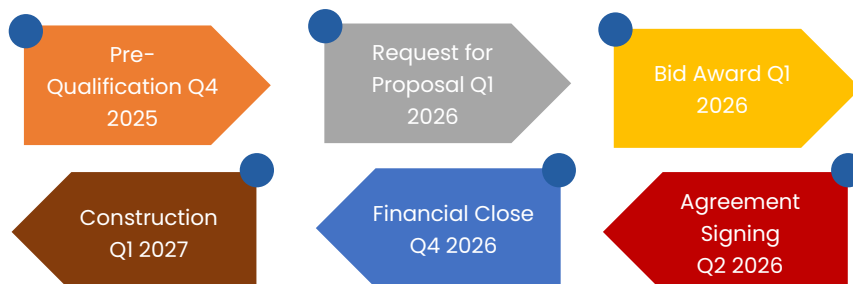 Pre-
Qualification Q4
2025
Request for
Proposal Q1
2026
Bid Award Q1
2026
Agreement
Signing
Q2 2026
Financial Close
Q4 2026
Construction
Q1 2027